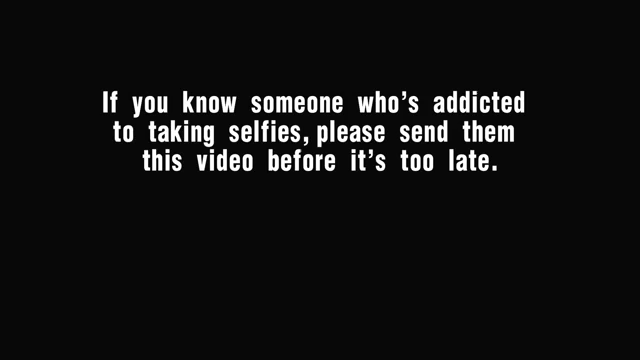 If you know someone who's addicted
to taking selfies, please send them
this video before it's too late.